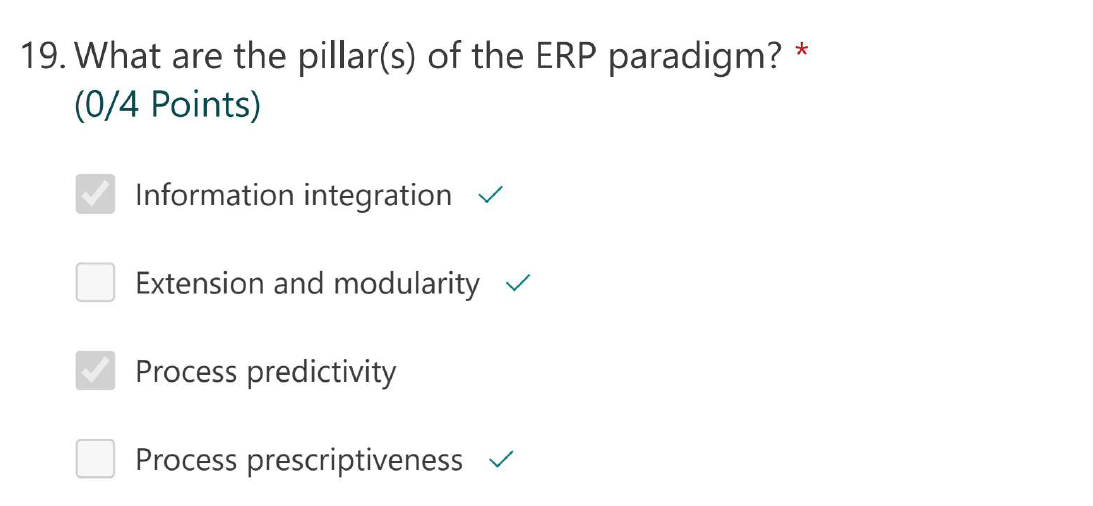 19. What are the pillar(s) of the ERP paradigm? *
(0/4 Points)
Information integration
Extension and modularity
Process predictivity
Process prescriptiveness